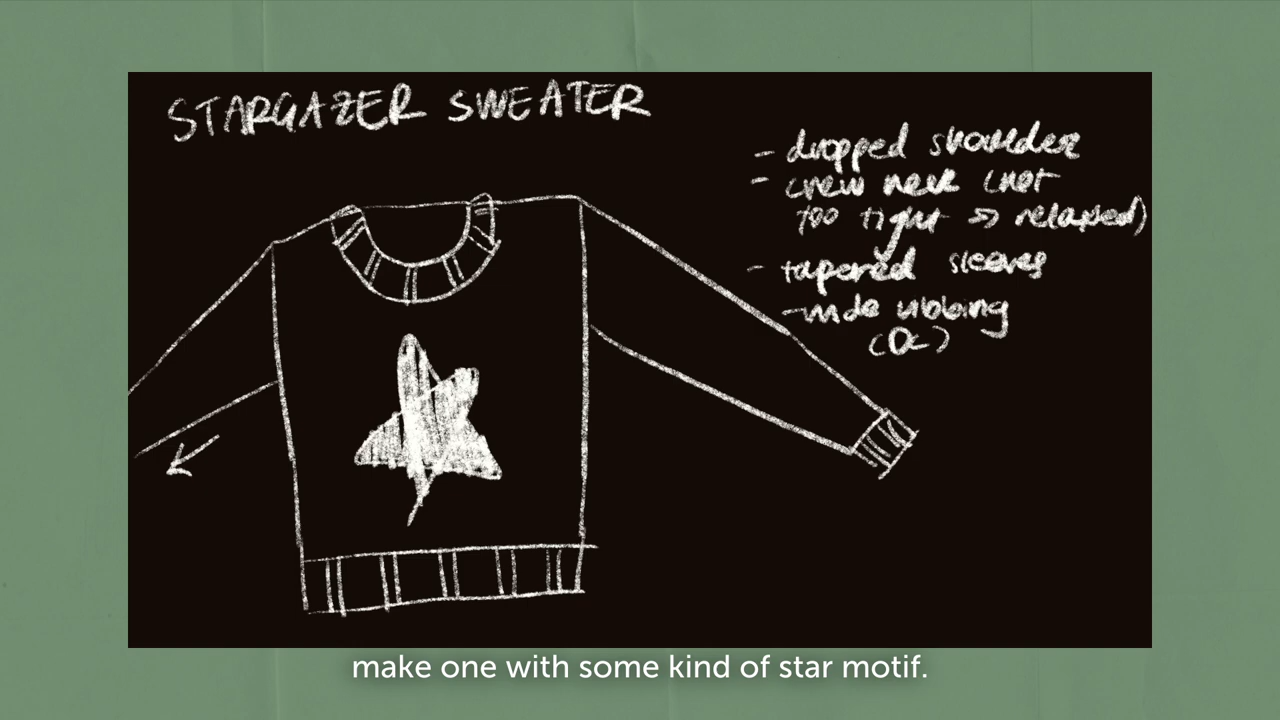 STARGAZER SWEATER
- dropped shoulder
- crew neck (not
too tight => relaxed)
- tapered sleeves
- wide ribbing
(DC)
make one with some kind of star motif.